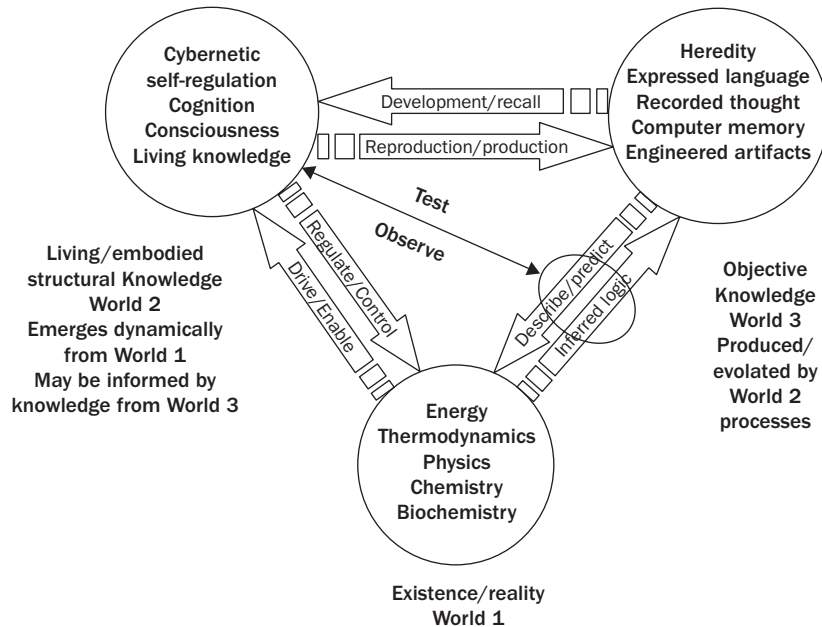 Cybernetic
self-regulation
Cognition
Consciousness
Living knowledge
Heredity
Expressed language
Recorded thought
Computer memory
Engineered artifacts
Development/recall
Reproduction/production
Test
Observe
Regulate/Control
Drive/Enable
Describe/predict
Inferred logic
Living/embodied
structural Knowledge
World 2
Emerges dynamically
from World 1
May be informed by
knowledge from World 3
Objective
Knowledge
World 3
Produced/
evolated by
World 2
processes
Energy
Thermodynamics
Physics
Chemistry
Biochemistry
Existence/reality
World 1